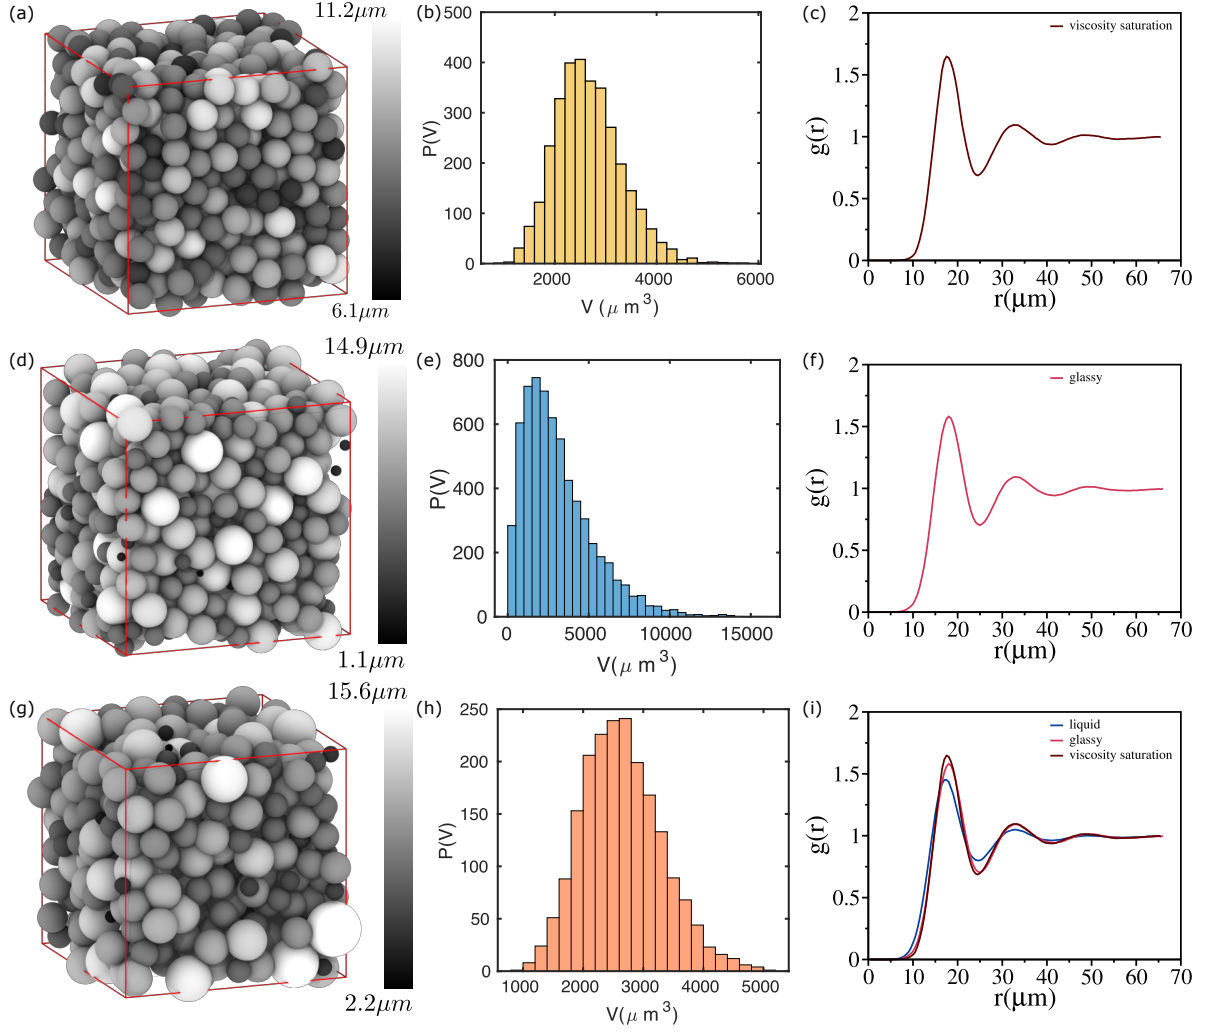 (a)
11.2μm
6.1μm
(b)
500
400
300
200
100
0
P(V)
2000
4000
6000
V (μ m³)
(c)
2
1.5
1
0.5
0
g(r)
viscosity saturation
0
10
20
30
40
50
60
70
r(μm)
(d)
14.9μm
1.1μm
(e)
800
600
400
200
0
P(V)
0
5000
10000
15000
V(μ m³)
(f)
2
1.5
1
0.5
0
g(r)
glassy
0
10
20
30
40
50
60
70
r(μm)
(g)
15.6μm
2.2μm
(h)
250
200
150
100
50
0
P(V)
1000
2000
3000
4000
5000
V(μ m³)
(i)
2
1.5
1
0.5
0
g(r)
liquid
glassy
viscosity saturation
0
10
20
30
40
50
60
70
r(μm)